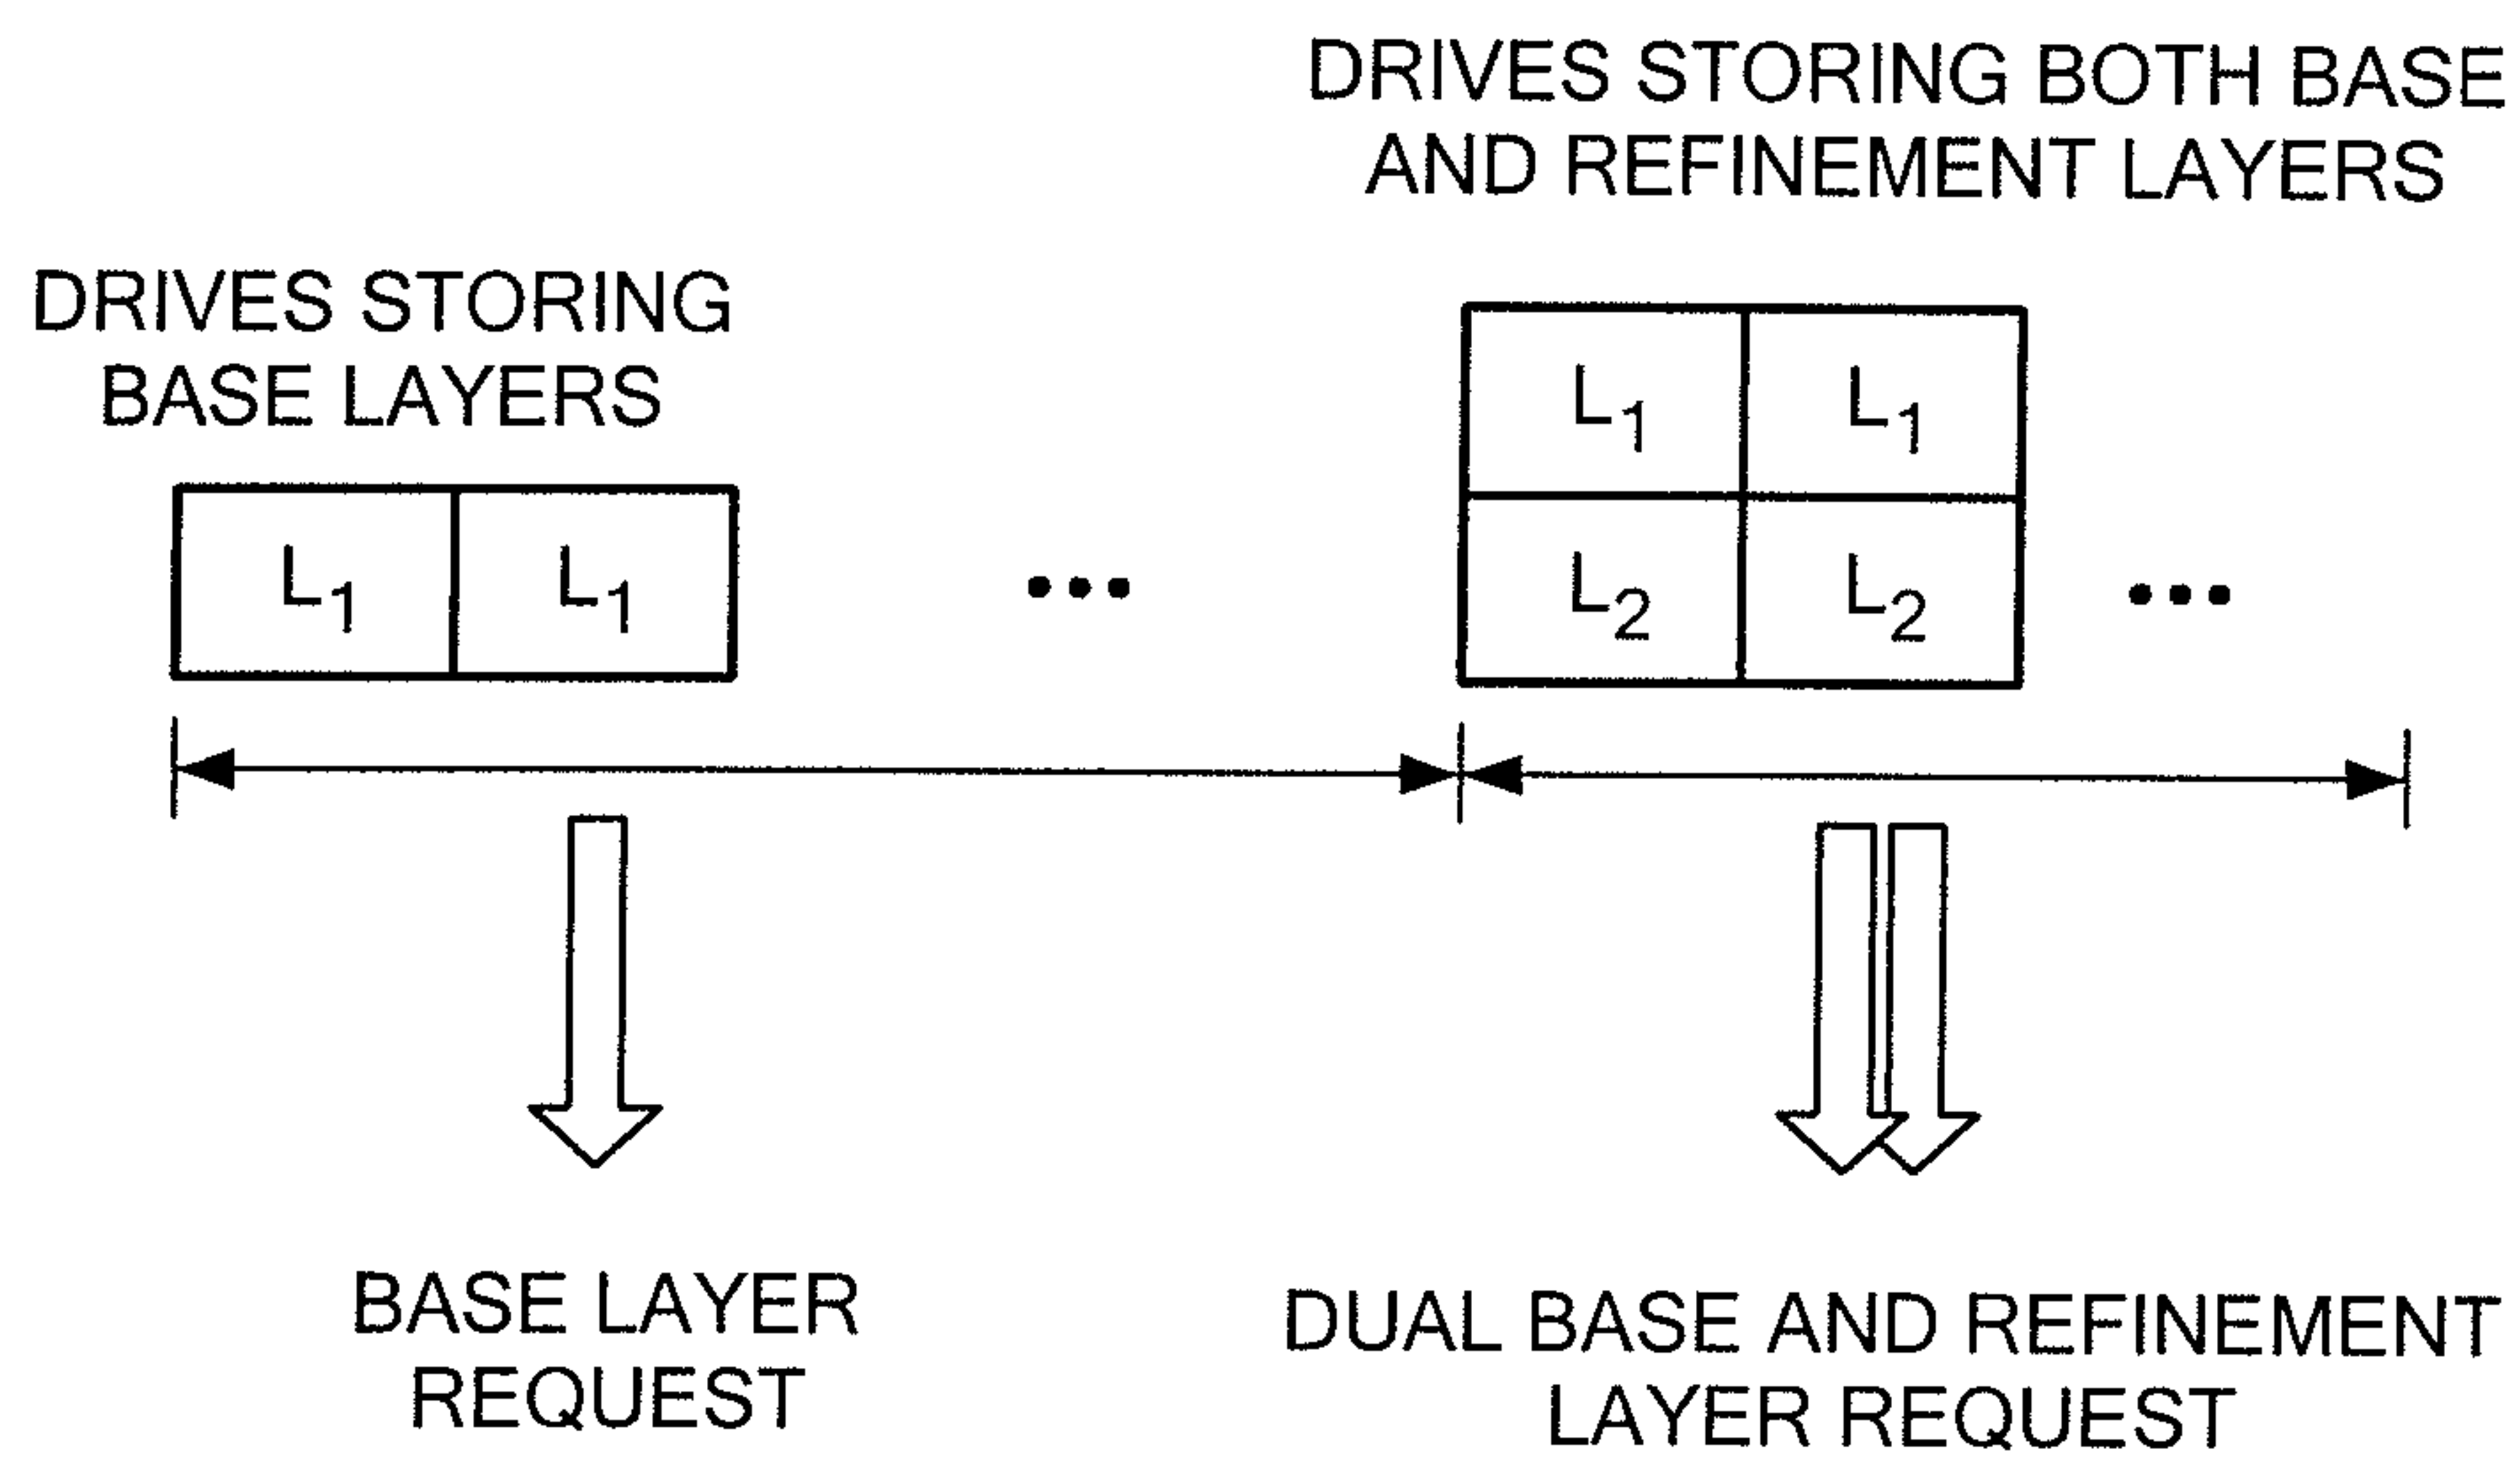 DRIVES STORING BOTH BASE
AND REFINEMENT LAYERS
DRIVES STORING
BASE LAYERS
L1 L1
L2 L2
L1 L1
BASE LAYER
REQUEST
DUAL BASE AND REFINEMENT
LAYER REQUEST